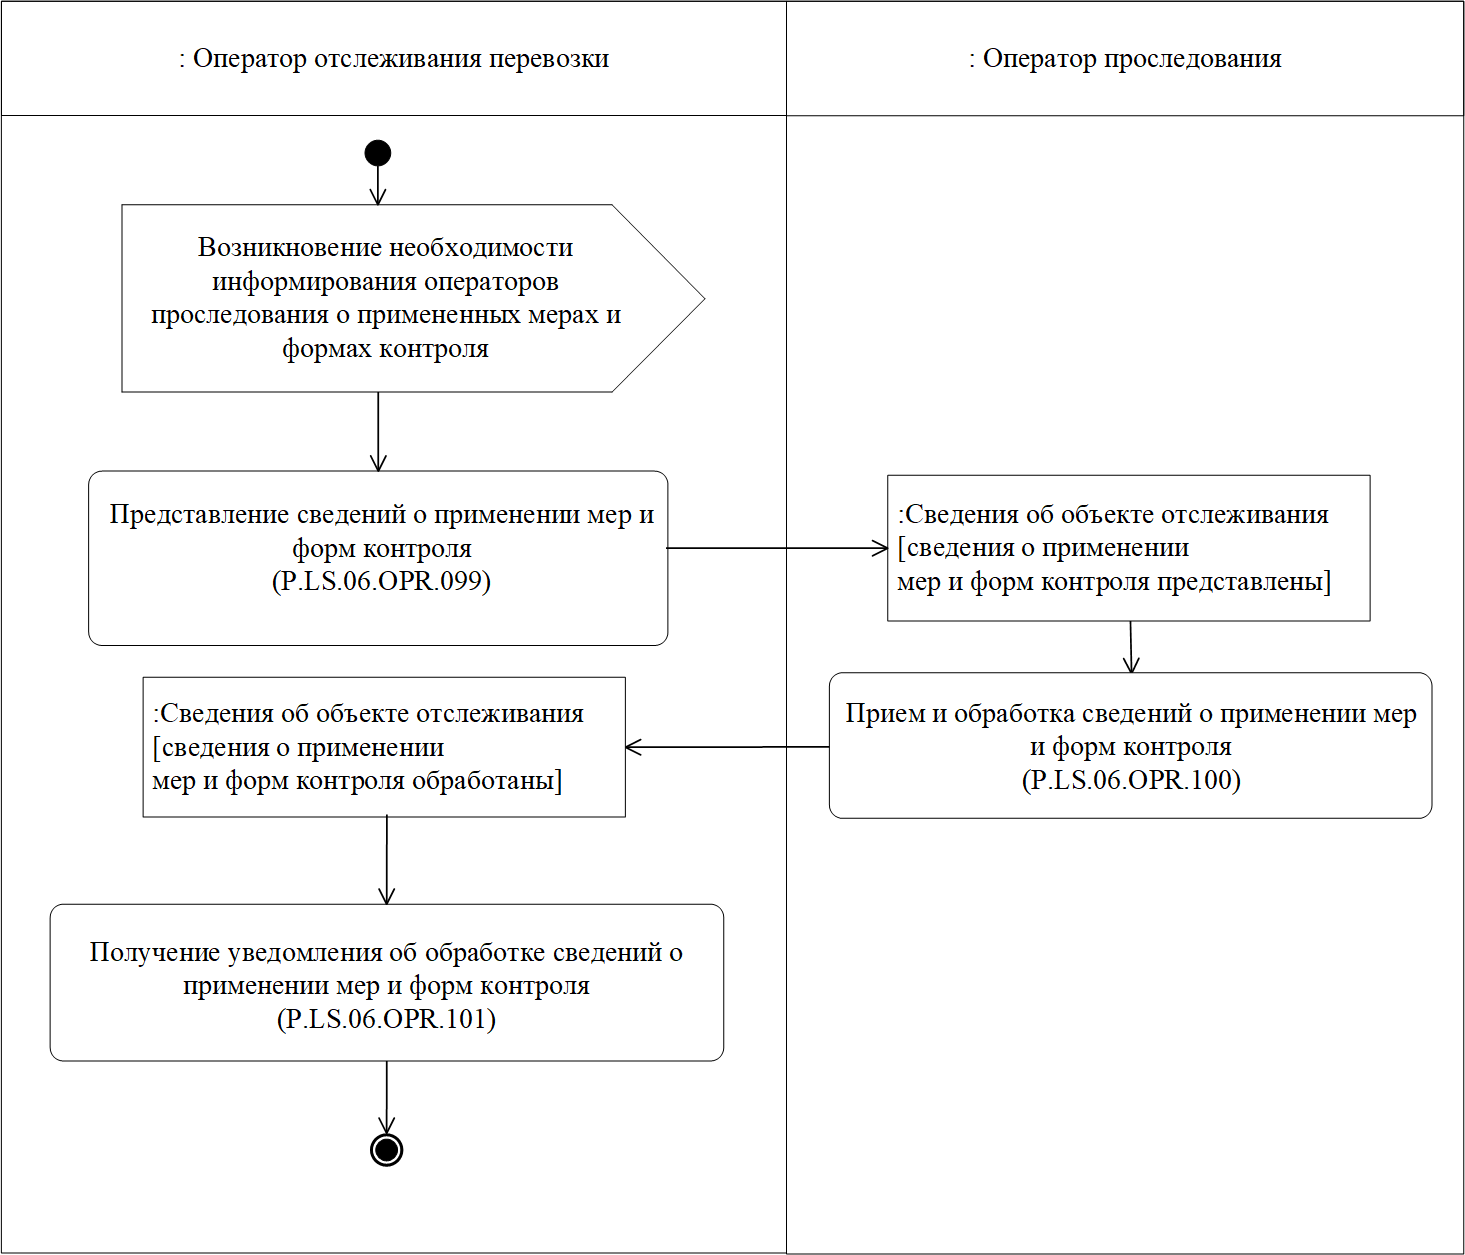 : Оператор отслеживания перевозки
: Оператор проследования
Возникновение необходимости
информирования операторов
проследования о примененных мерах и
формах контроля
Представление сведений о применении мер и
форм контроля
(P.LS.06.OPR.099)
:Сведения об объекте отслеживания
[сведения о применении
мер и форм контроля представлены]
Прием и обработка сведений о применении мер
и форм контроля
(P.LS.06.OPR.100)
:Сведения об объекте отслеживания
[сведения о применении
мер и форм контроля обработаны]
Получение уведомления об обработке сведений о
применении мер и форм контроля
(P.LS.06.OPR.101)